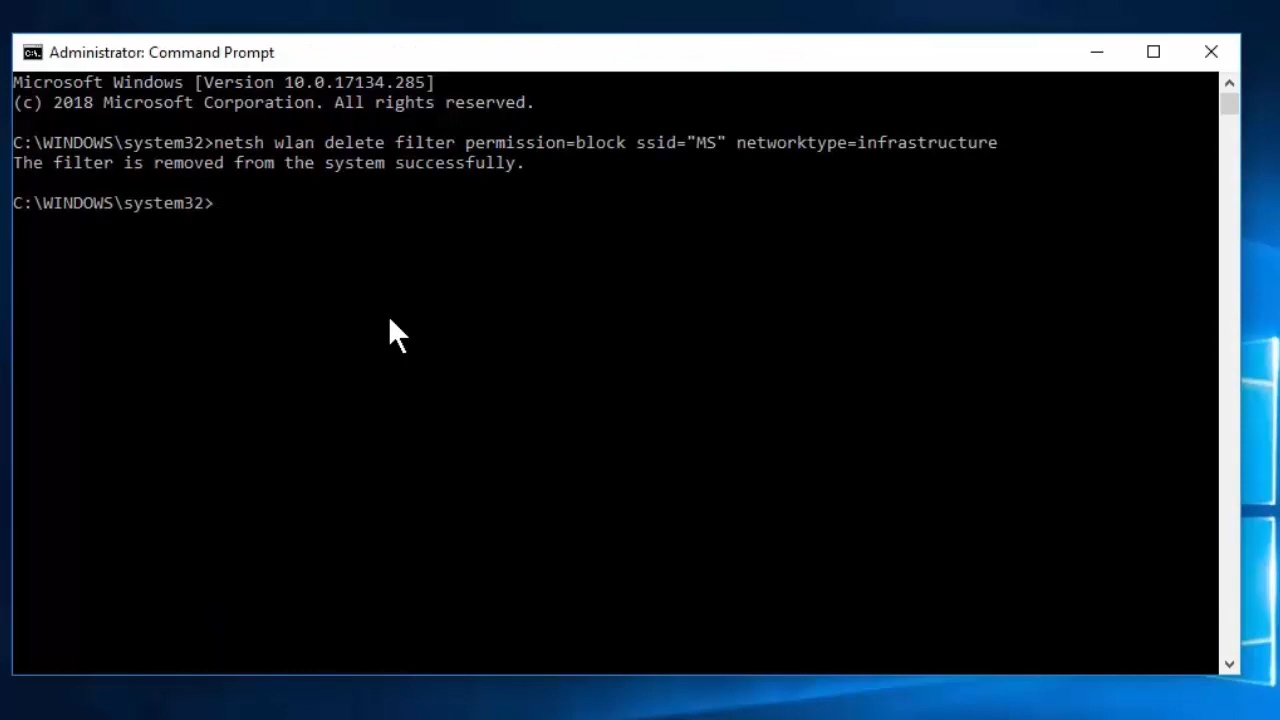 Administrator: Command Prompt
Microsoft Windows [Version 10.0.17134.285]
(c) 2018 Microsoft Corporation. All rights reserved.
C:\WINDOWS\system32>netsh wlan delete filter permission=block ssid="MS" networktype=infrastructure
The filter is removed from the system successfully.
C:\WINDOWS\system32>